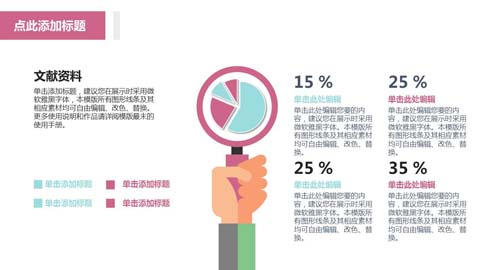 点此添加标题
文献资料
单击添加标题，建议您在展示时采用微
软雅黑字体，本模版所有图形线条及其
相应素材均可自由编辑、改色、替换。
更多使用说明和作品请详阅模版最末的
使用手册。
单击添加标题
单击添加标题
单击添加标题
单击添加标题
15 %
单击此处编辑
单击此处编辑您要的内
容，建议您在展示时采用
微软雅黑字体。本模版所
有图形线条及其相应素材
均可自由编辑、改色、替
换。
25 %
单击此处编辑
单击此处编辑您要的内
容，建议您在展示时采用
微软雅黑字体。本模版所
有图形线条及其相应素材
均可自由编辑、改色、替
换。
25 %
单击此处编辑
单击此处编辑您要的内
容，建议您在展示时采用
微软雅黑字体。本模版所
有图形线条及其相应素材
均可自由编辑、改色、替
换。
35 %
单击此处编辑
单击此处编辑您要的内
容，建议您在展示时采用
微软雅黑字体。本模版所
有图形线条及其相应素材
均可自由编辑、改色、替
换。